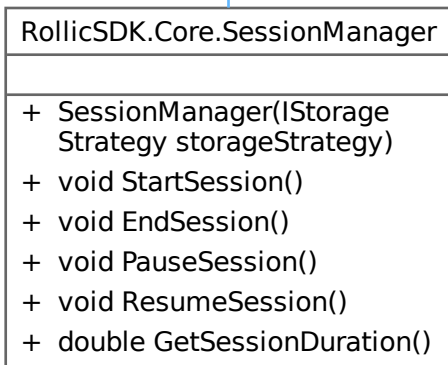 RollicSDK.Core.SessionManager
+ SessionManager(IStorage
Strategy storageStrategy)
+ void StartSession()
+ void EndSession()
+ void PauseSession()
+ void ResumeSession()
+ double GetSessionDuration()